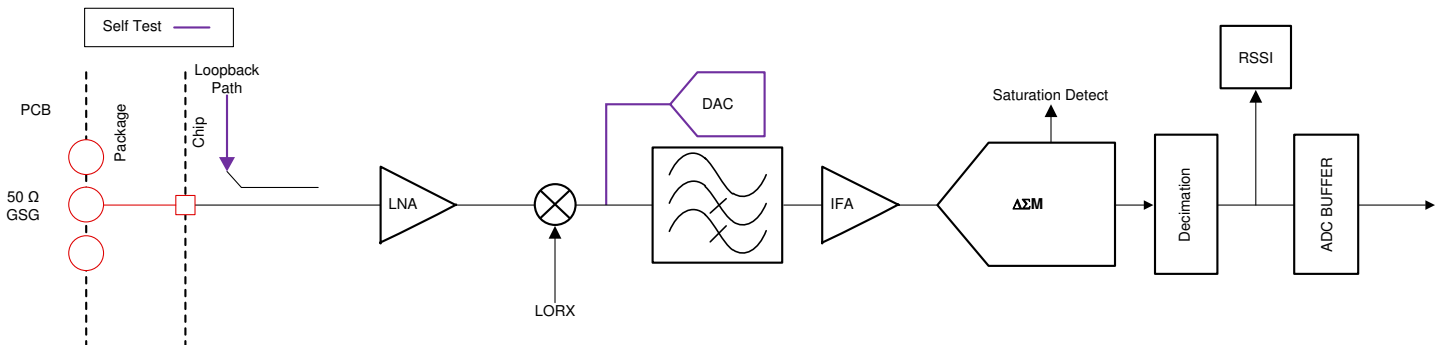 Self Test
Loopback
Path
PCB
Package
Chip
50 Ω
GSG
LNA
LORX
DAC
IFA
Saturation Detect
ΔΣM
Decimation
RSSI
ADC BUFFER